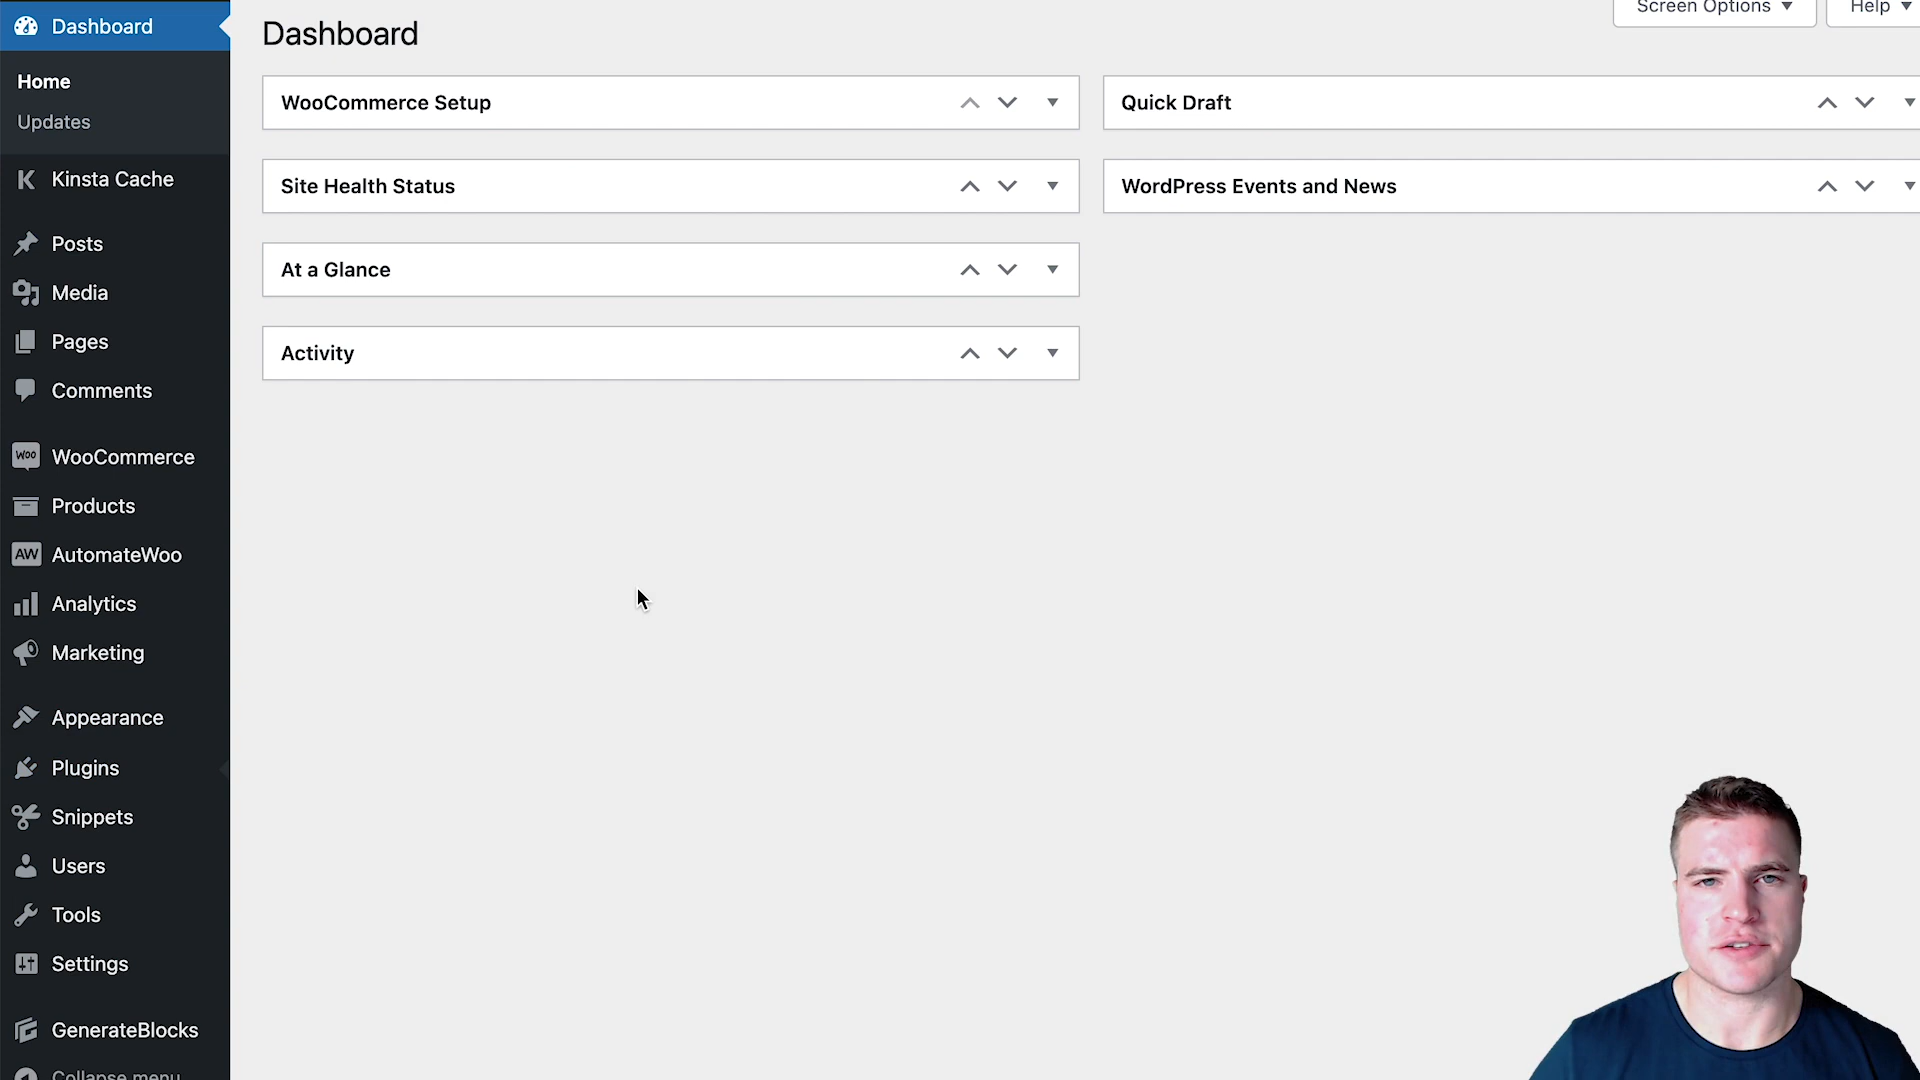 Dashboard
Home
Updates
Kinsta Cache
Posts
Media
Pages
Comments
Woo WooCommerce
Products
AW AutomateWoo
Analytics
Marketing
Appearance
Plugins
Snippets
Users
Tools
Settings
GenerateBlocks
Collapse menu
Screen Options
Help
Dashboard
WooCommerce Setup
Site Health Status
At a Glance
Activity
Quick Draft
WordPress Events and News